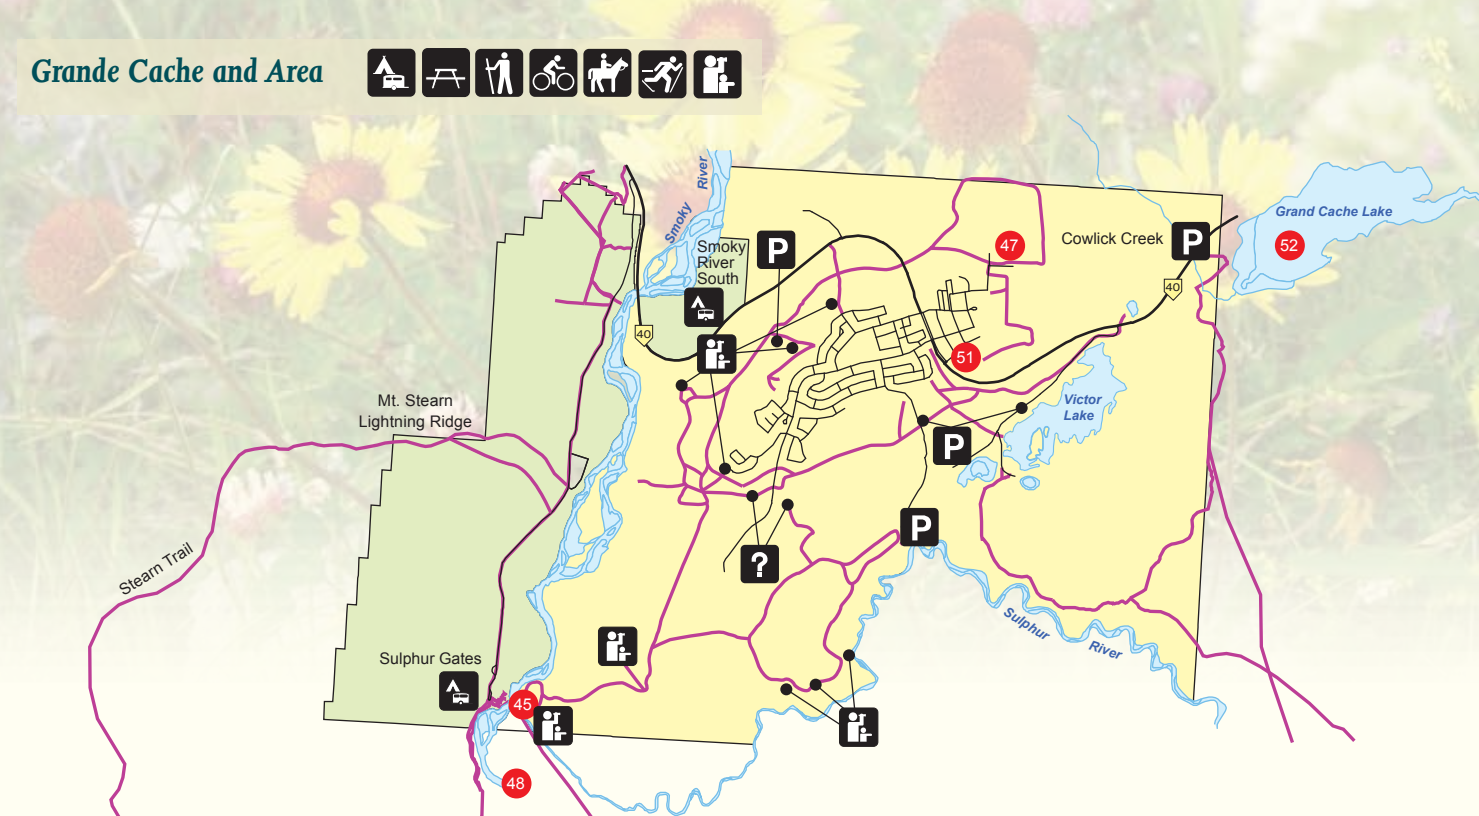 Grande Cache and Area
Smoky River
Smoky
River
South
P
47
Cowlick Creek
P
Grand Cache Lake
52
40
40
51
Mt. Stearn
Lightning Ridge
Victor
Lake
P
P
?
Stearn Trail
Sulphur River
Sulphur Gates
45
48